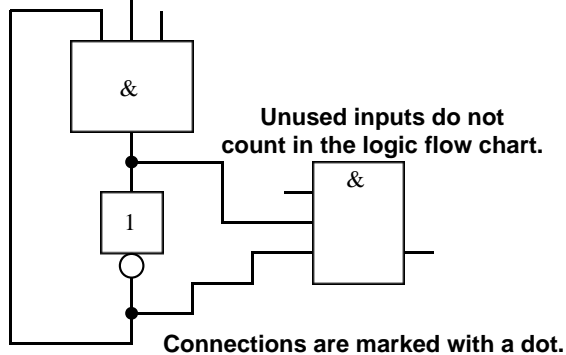 &
Unused inputs do not
count in the logic flow chart.
&
1
Connections are marked with a dot.